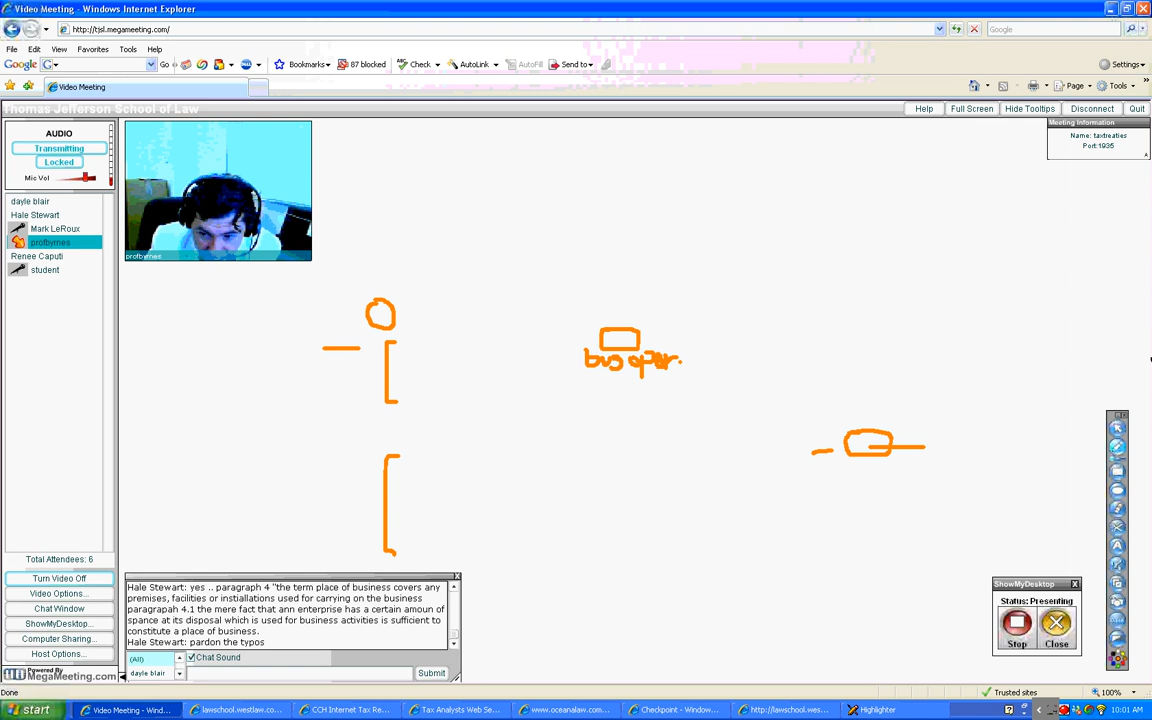 Video Meeting - Windows Internet Explorer
http://tjsl.megameeting.com/
Google
File Edit View Favorites Tools Help
Google G Go Bookmarks 87 blocked Check AutoLink AutoFill Send to Settings
Video Meeting Page Tools
Thomas Jefferson School of Law Help Full Screen Hide Tooltips Disconnect Quit
AUDIO
Transmitting
Locked
Mic Vol
Meeting Information
Name: taxtreaties
Port:1935
dayle blair
Hale Stewart
Mark LeRoux
profbyrnes
Renee Caputi
student
profbyrnes
bus oper.
Total Attendees: 6
Turn Video Off
Video Options...
Chat Window
ShowMyDesktop...
Computer Sharing...
Host Options...
Powered By
MegaMeeting.com
Hale Stewart: yes .. paragraph 4 "the term place of business covers any
premises, facilities or instiallations used for carrying on the business
paragrapah 4.1 the mere fact that ann enterprise has a certain amoun of
spance at its disposal which is used for business activities is sufficient to
constitute a place of business.
Hale Stewart: pardon the typos
(All)
dayle blair
Chat Sound
Submit
ShowMyDesktop
Status: Presenting
Stop Close
Done Trusted sites 100%
start Video Meeting - Wind... lawschool.westlaw.co... CCH Internet Tax Re... Tax Analysts Web Se... www.oceanalaw.com... Checkpoint - Window... http://lawschool.wes... Highlighter 10:01 AM